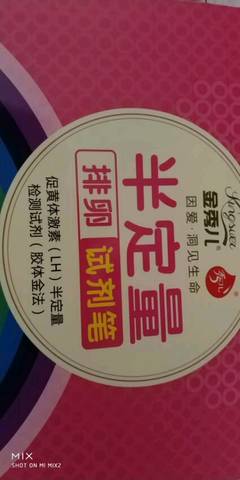 金秀儿®
因爱·洞见生命
半定量
排卵 试剂笔
促黄体激素（LH）半定量
检测试剂（胶体金法）
MIX
SHOT ON MI MIX2